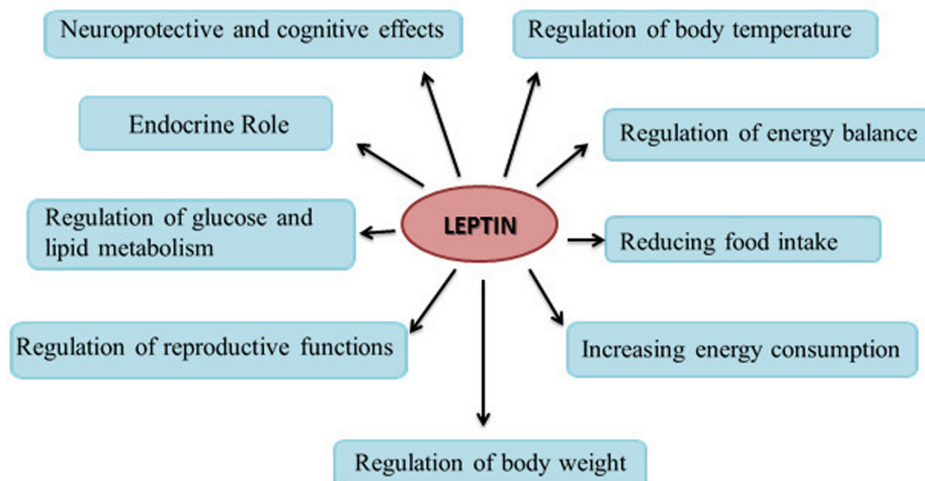 Neuroprotective and cognitive effects
Regulation of body temperature
Endocrine Role
Regulation of energy balance
Regulation of glucose and
lipid metabolism
LEPTIN
Reducing food intake
Regulation of reproductive functions
Increasing energy consumption
Regulation of body weight